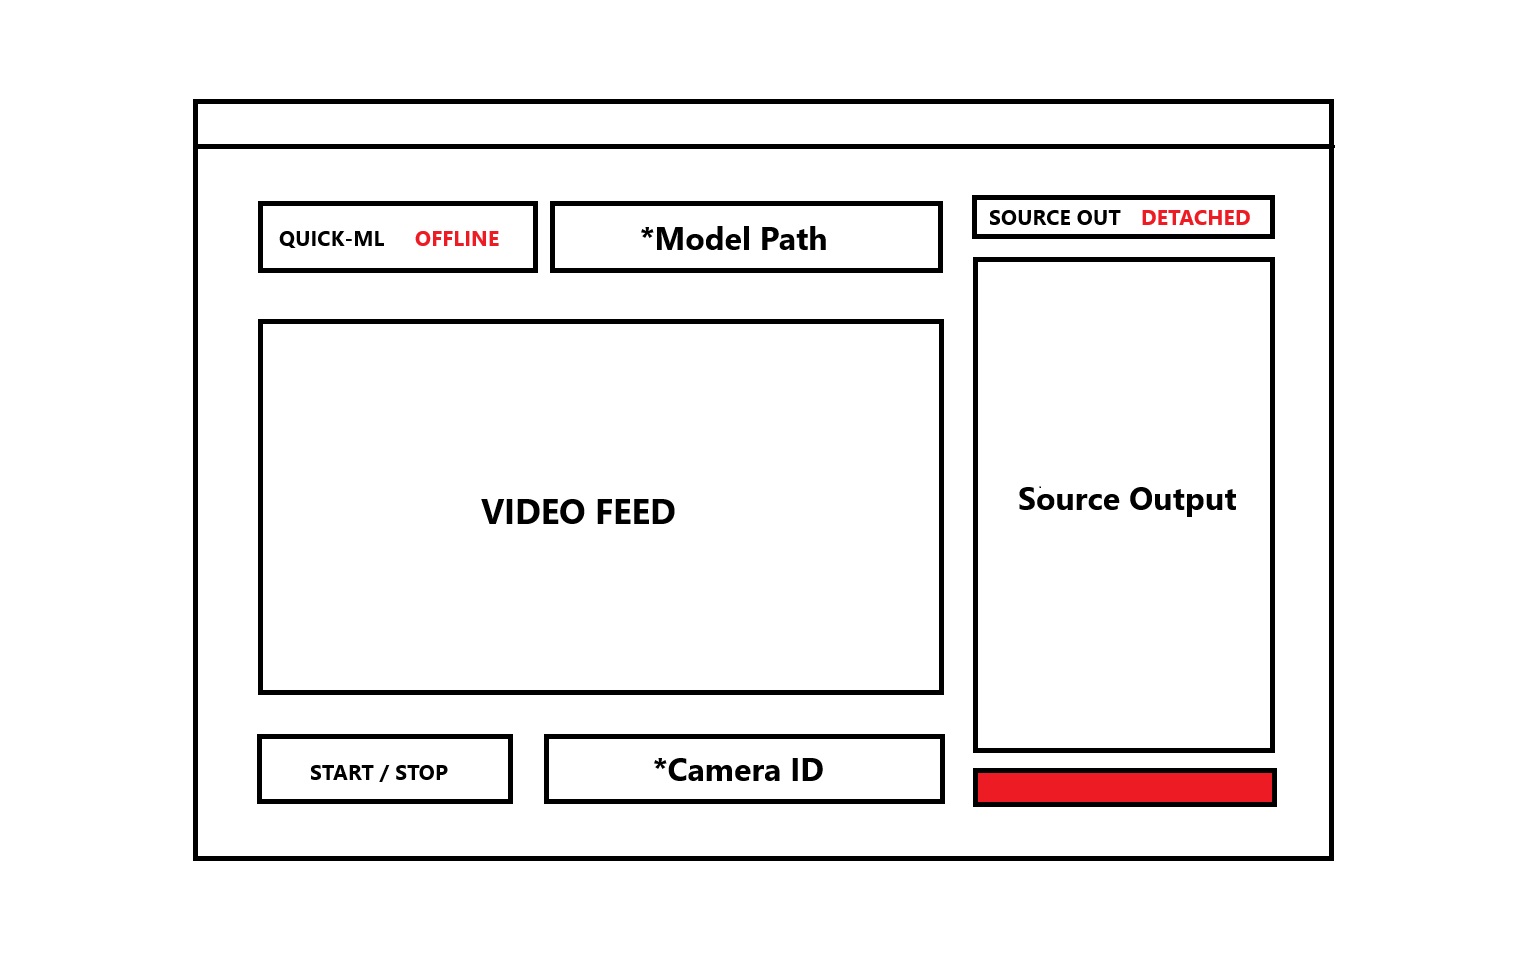 QUICK-ML OFFLINE
*Model Path
SOURCE OUT DETACHED
VIDEO FEED
Source Output
START / STOP
*Camera ID